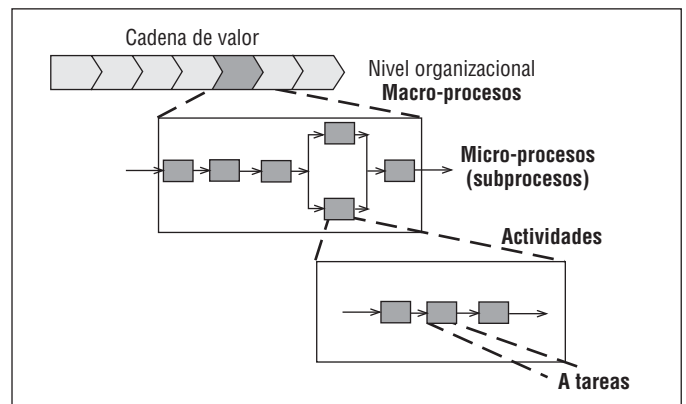 Cadena de valor
Nivel organizacional
Macro-procesos
Micro-procesos
(subprocesos)
Actividades
A tareas